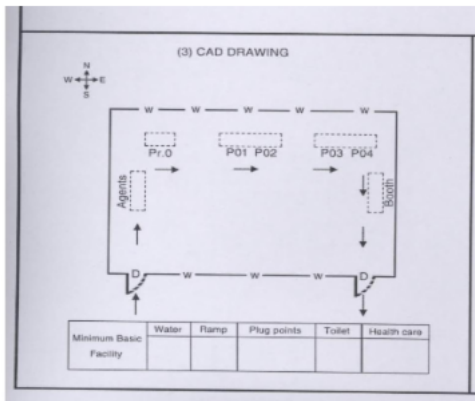 (3) CAD DRAWING
N
W E
S
W W W W W
Pr.0 P01 P02 P03 P04
Agents
Booth
D W W W D
Minimum Basic Facility
Water Ramp Plug points Toilet Health care